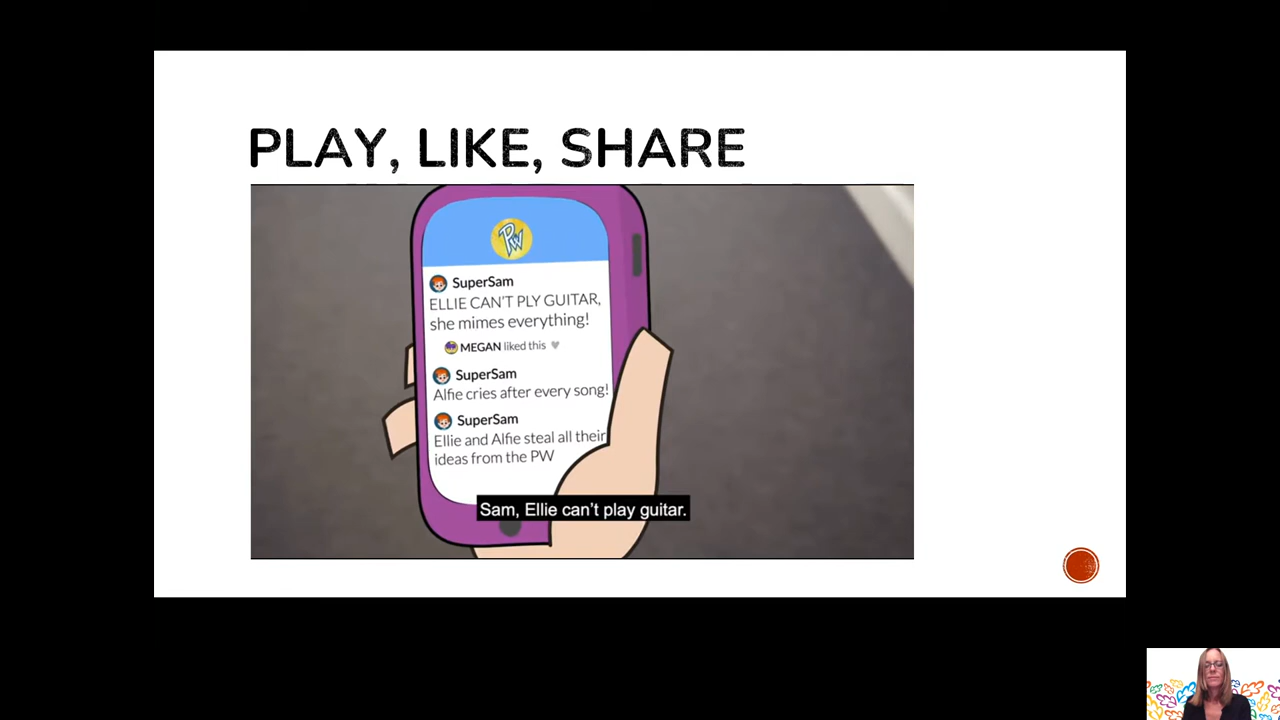 PLAY, LIKE, SHARE
PW
SuperSam
ELLIE CAN'T PLY GUITAR,
she mimes everything!
MEGAN liked this
SuperSam
Alfie cries after every song!
SuperSam
Ellie and Alfie steal all their
ideas from the PW
Sam, Ellie can't play guitar.